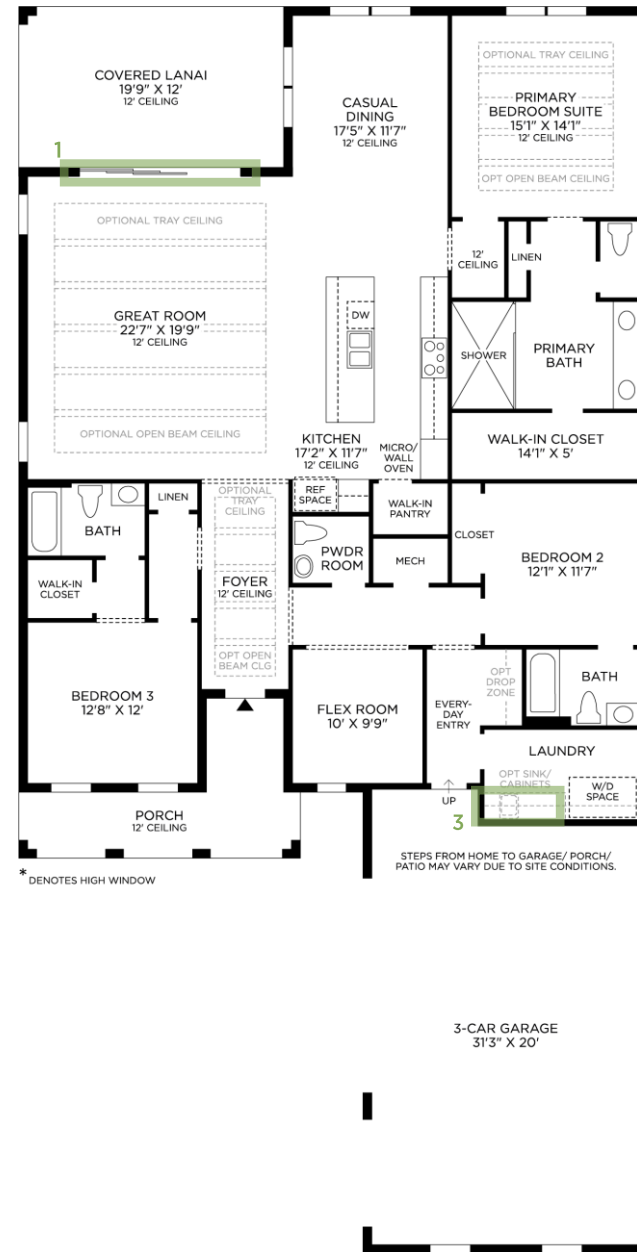 COVERED LANAI
19'9" X 12'
12' CEILING
1
CASUAL
DINING
17'5" X 11'7"
12' CEILING
OPTIONAL TRAY CEILING
PRIMARY
BEDROOM SUITE
15'1" X 14'1"
12' CEILING
OPT OPEN BEAM CEILING
OPTIONAL TRAY CEILING
GREAT ROOM
22'7" X 19'9"
12' CEILING
OPTIONAL OPEN BEAM CEILING
12'
CEILING
LINEN
DW
SHOWER
PRIMARY
BATH
KITCHEN
17'2" X 11'7"
12' CEILING
MICRO/
WALL
OVEN
WALK-IN CLOSET
14'1" X 5'
BATH
LINEN
OPTIONAL
TRAY
CEILING
REF
SPACE
WALK-IN
PANTRY
PWDR
ROOM
MECH
CLOSET
BEDROOM 2
12'1" X 11'7"
WALK-IN
CLOSET
FOYER
12' CEILING
OPT OPEN
BEAM CLG
BEDROOM 3
12'8" X 12'
FLEX ROOM
10' X 9'9"
EVERY-
DAY
ENTRY
OPT
DROP
ZONE
BATH
LAUNDRY
OPT SINK/
CABINETS
W/D
SPACE
UP
3
PORCH
12' CEILING
STEPS FROM HOME TO GARAGE/ PORCH/
PATIO MAY VARY DUE TO SITE CONDITIONS.
* DENOTES HIGH WINDOW
3-CAR GARAGE
31'3" X 20'